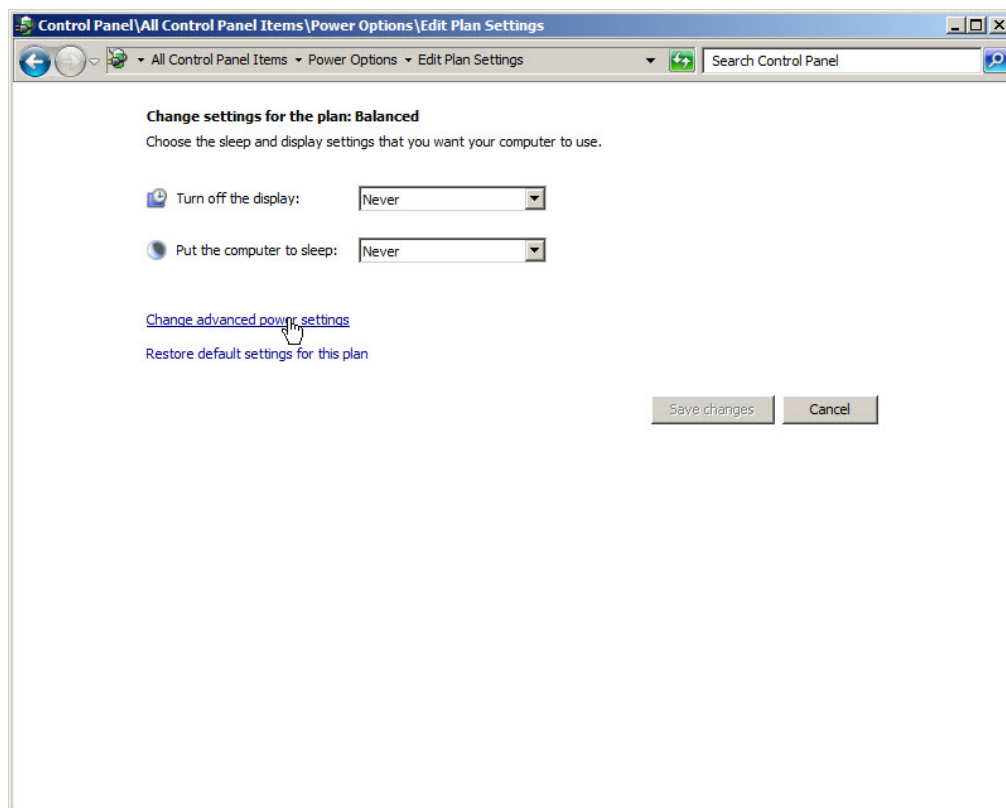 Control Panel\All Control Panel Items\Power Options\Edit Plan Settings
All Control Panel Items Power Options Edit Plan Settings Search Control Panel
Change settings for the plan: Balanced
Choose the sleep and display settings that you want your computer to use.
Turn off the display: Never
Put the computer to sleep: Never
Change advanced power settings
Restore default settings for this plan
Save changes Cancel